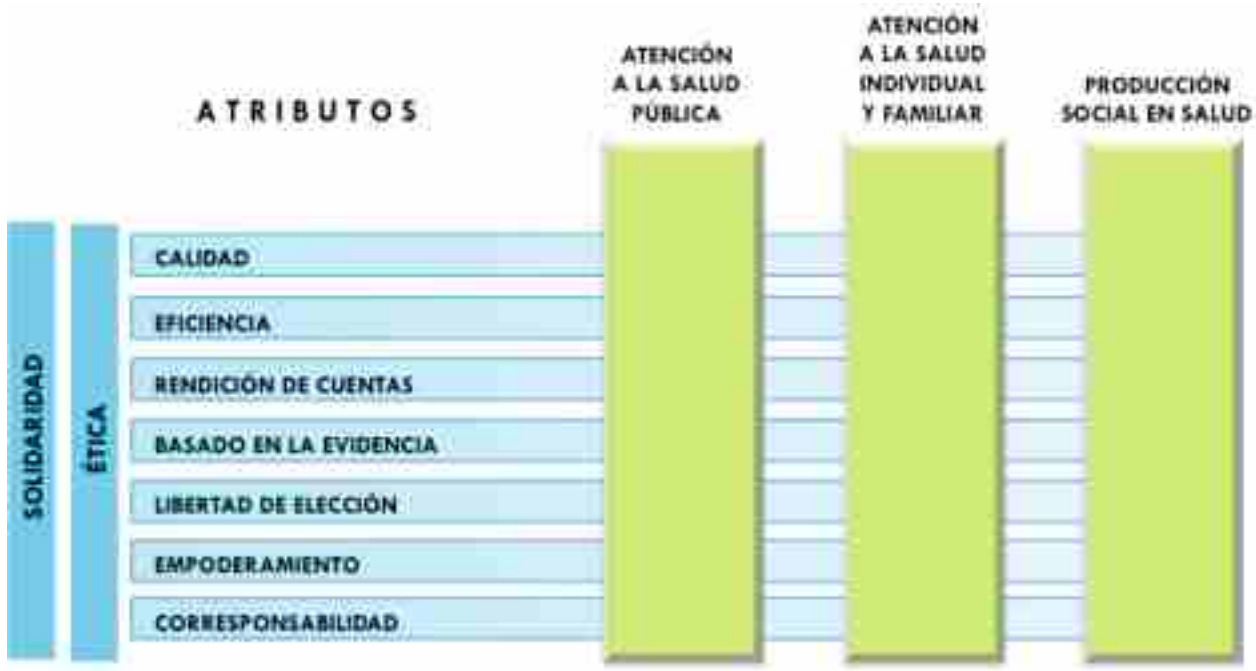 ATRIBUTOS
ATENCIÓN
A LA SALUD
PÚBLICA
ATENCIÓN
A LA SALUD
INDIVIDUAL
Y FAMILIAR
PRODUCCIÓN
SOCIAL EN SALUD
SOLIDARIDAD
ÉTICA
CALIDAD
EFICIENCIA
RENDICIÓN DE CUENTAS
BASADO EN LA EVIDENCIA
LIBERTAD DE ELECCIÓN
EMPODERAMIENTO
CORRESPONSABILIDAD